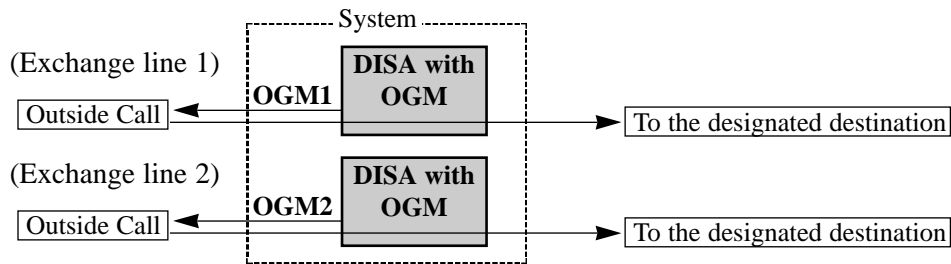 System
(Exchange line 1)
DISA with
OGM
OGM1
Outside Call
To the designated destination
(Exchange line 2)
DISA with
OGM
OGM2
Outside Call
To the designated destination